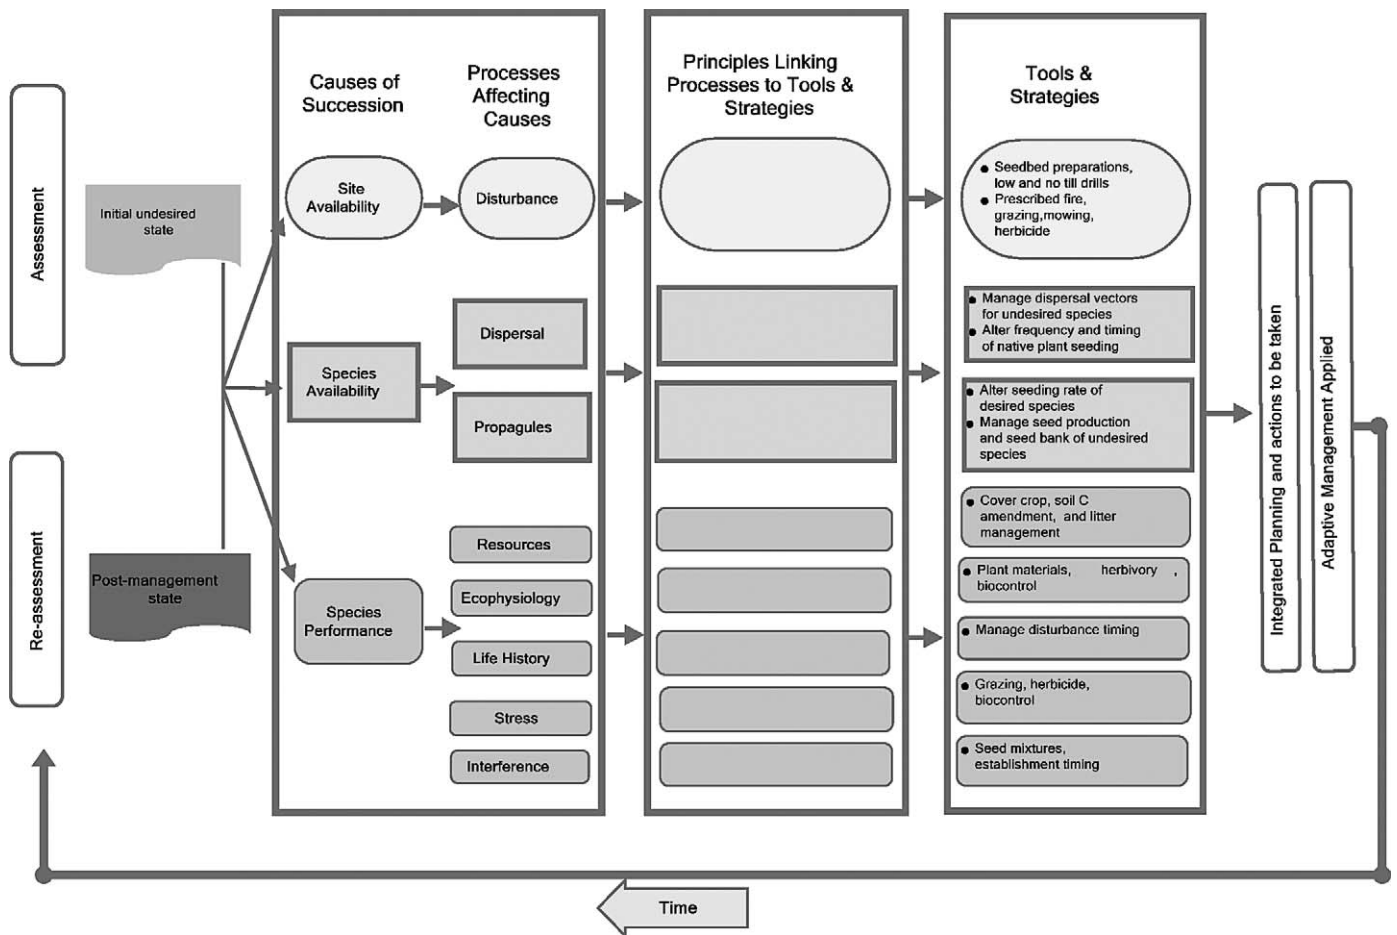 Assessment
Re-assessment
Initial undesired
state
Post-management
state
Causes of
Succession
Processes
Affecting
Causes
Site
Availability
Disturbance
Species
Availability
Dispersal
Propagules
Species
Performance
Resources
Ecophysiology
Life History
Stress
Interference
Principles Linking
Processes to Tools &
Strategies
Tools &
Strategies
Seedbed preparations,
low and no till drills
Prescribed fire,
grazing,mowing,
herbicide
Manage dispersal vectors
for undesired species
Alter frequency and timing
of native plant seeding
Alter seeding rate of
desired species
Manage seed production
and seed bank of undesired
species
Cover crop, soil C
amendment, and litter
management
Plant materials, herbivory ,
biocontrol
Manage disturbance timing
Grazing, herbicide,
biocontrol
Seed mixtures,
establishment timing
Integrated Planning and actions to be taken
Adaptive Management Applied
Time